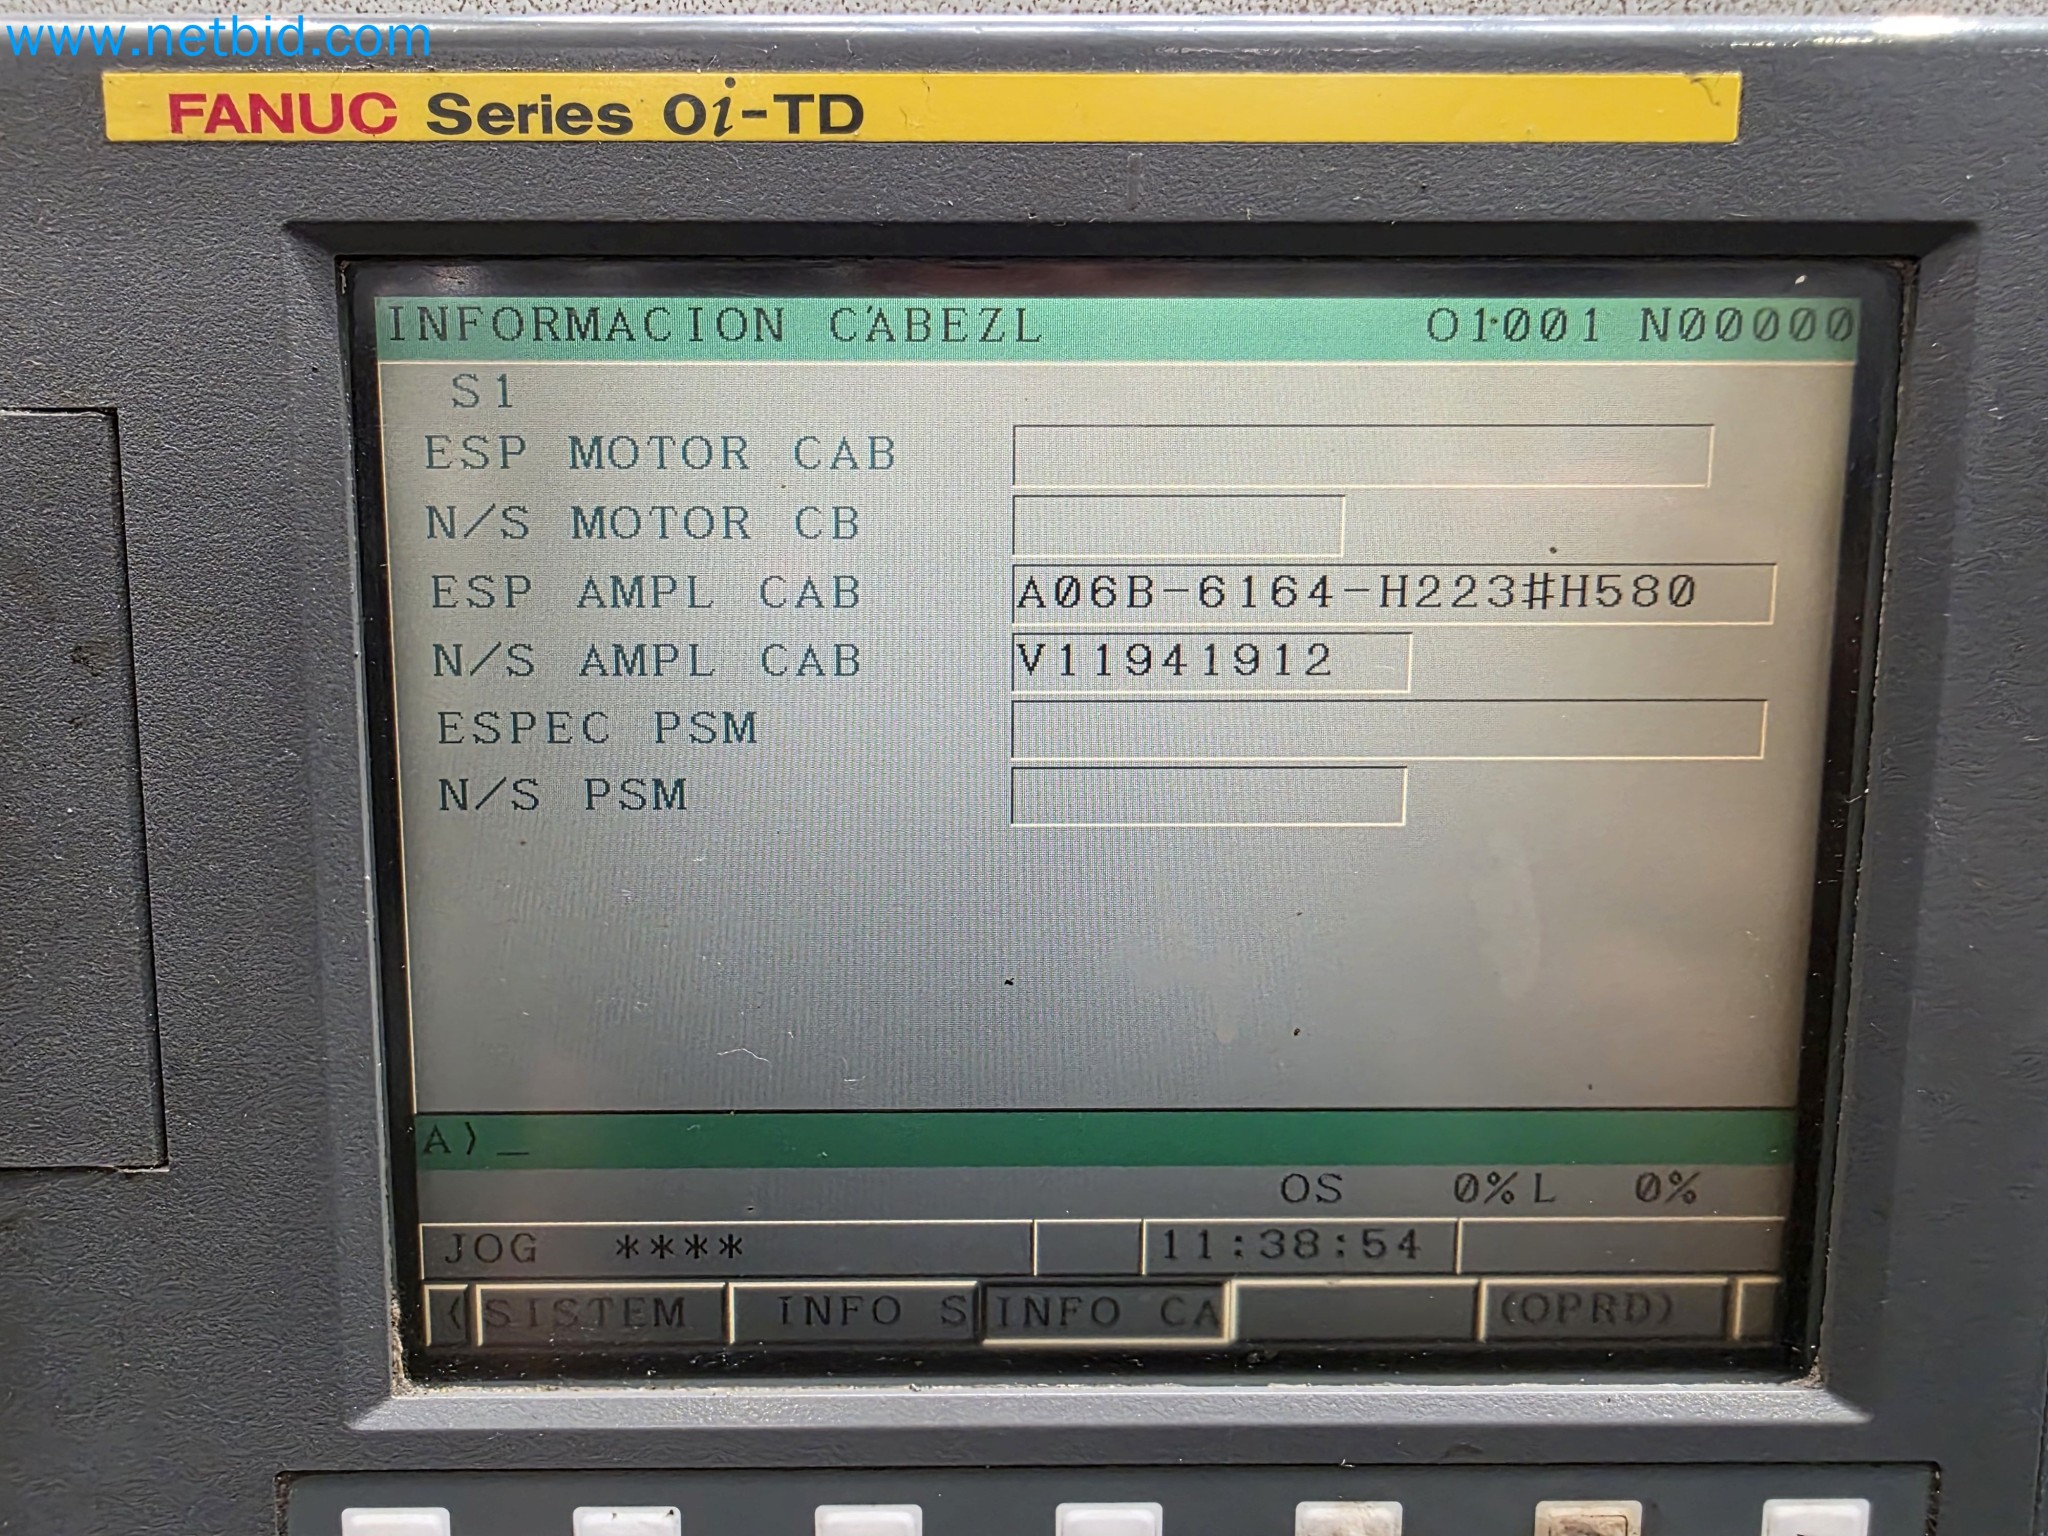 www.netbid.com
FANUC Series 0i-TD
INFORMACION CABEZL O1001 N00000
S1
ESP MOTOR CAB
N/S MOTOR CB
ESP AMPL CAB A06B-6164-H223#H580
N/S AMPL CAB V11941912
ESPEC PSM
N/S PSM
A)_
OS 0% L 0%
JOG **** 11:38:54
( SISTEM INFO S INFO CA (OPRD)